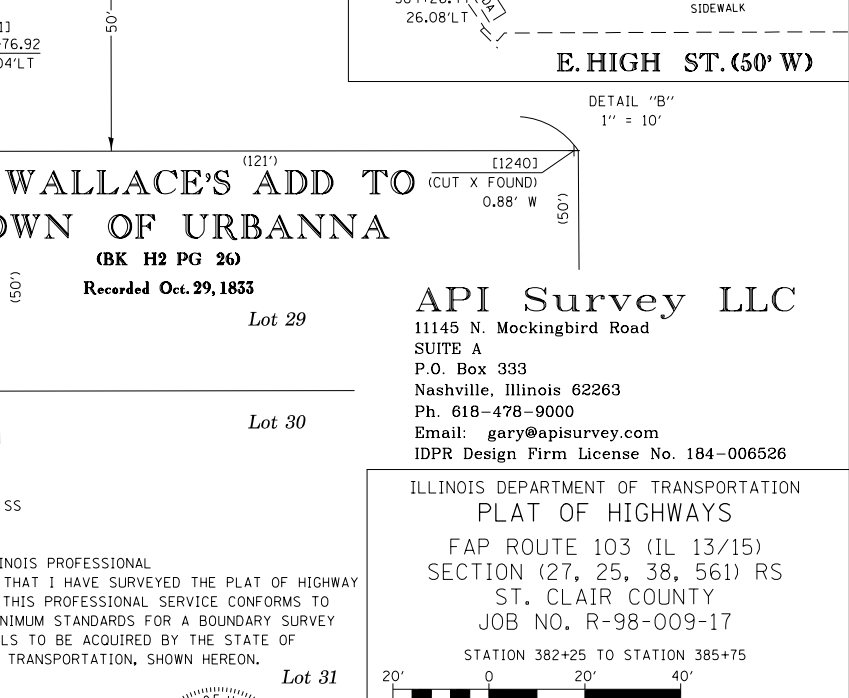 26.08'LT
SIDEWALK
50'
76.92
04'LT
E. HIGH ST. (50' W)
DETAIL "B"
1" = 10'
(121')
[1240]
(CUT X FOUND)
0.88' W
(50')
WALLACE'S ADD TO
OWN OF URBANNA
(BK H2 PG 26)
Recorded Oct. 29, 1833
(50')
Lot 29
API Survey LLC
11145 N. Mockingbird Road
SUITE A
P.O. Box 333
Nashville, Illinois 62263
Ph. 618-478-9000
Email: gary@apisurvey.com
IDPR Design Firm License No. 184-006526
Lot 30
SS
ILLINOIS DEPARTMENT OF TRANSPORTATION
PLAT OF HIGHWAYS
FAP ROUTE 103 (IL 13/15)
SECTION (27, 25, 38, 561) RS
ST. CLAIR COUNTY
JOB NO. R-98-009-17
STATION 382+25 TO STATION 385+75
20' 0 20' 40'
INOIS PROFESSIONAL
THAT I HAVE SURVEYED THE PLAT OF HIGHWAY
THIS PROFESSIONAL SERVICE CONFORMS TO
NIMUM STANDARDS FOR A BOUNDARY SURVEY
LS TO BE ACQUIRED BY THE STATE OF
TRANSPORTATION, SHOWN HEREON.
Lot 31